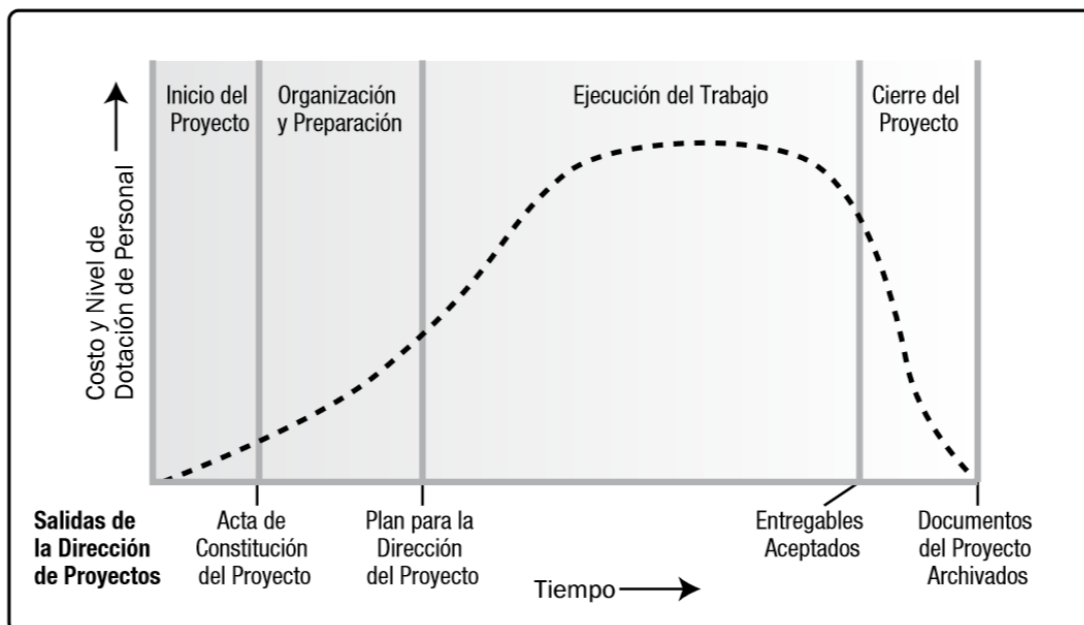 Inicio del
Proyecto
Organización
y Preparación
Ejecución del Trabajo
Cierre del
Proyecto
Costo y Nivel de
Dotación de Personal
Salidas de
la Dirección
de Proyectos
Acta de
Constitución
del Proyecto
Plan para la
Dirección
del Proyecto
Entregables
Aceptados
Documentos
del Proyecto
Archivados
Tiempo